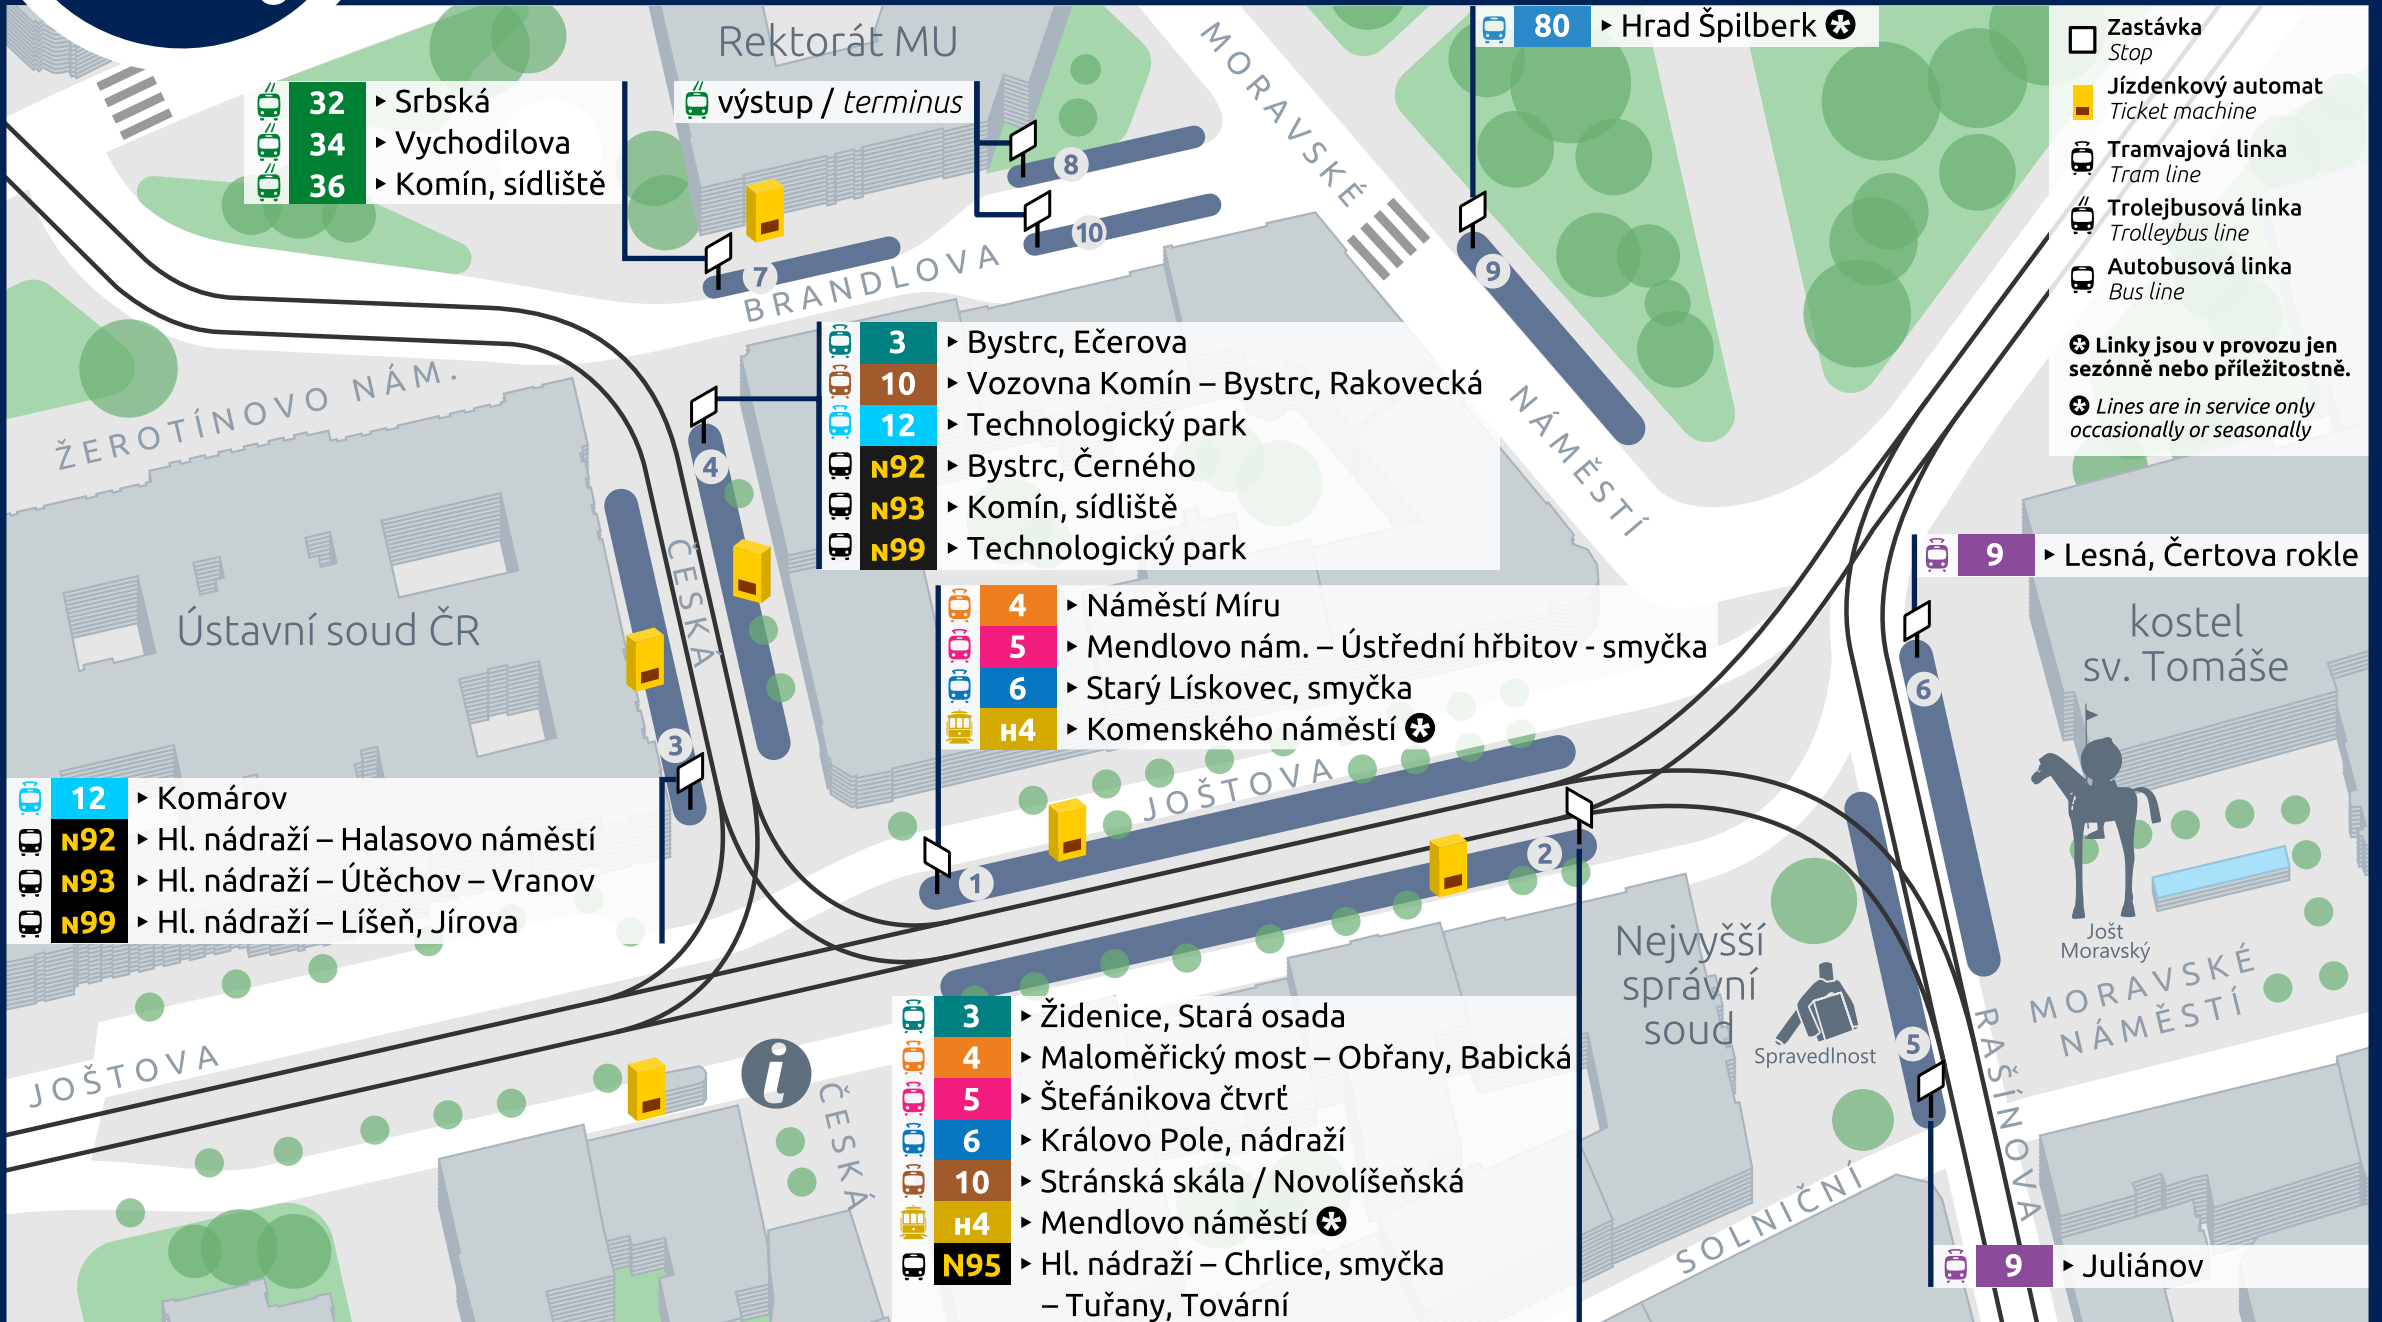 Rektorát MU
MORAVSKÉ
NÁMĚSTÍ
80 ▸ Hrad Špilberk
Zastávka
Stop
Jízdenkový automat
Ticket machine
Tramvajová linka
Tram line
Trolejbusová linka
Trolleybus line
Autobusová linka
Bus line
Linky jsou v provozu jen
sezónně nebo příležitostně.
Lines are in service only
occasionally or seasonally
32 ▸ Srbská
34 ▸ Vychodilova
36 ▸ Komín, sídliště
výstup / terminus
8
10
7
9
BRANDLOVA
ŽEROTÍNOVO NÁM.
3 ▸ Bystrc, Ečerova
10 ▸ Vozovna Komín – Bystrc, Rakovecká
12 ▸ Technologický park
N92 ▸ Bystrc, Černého
N93 ▸ Komín, sídliště
N99 ▸ Technologický park
4
ČESKÁ
Ústavní soud ČR
9 ▸ Lesná, Čertova rokle
kostel
sv. Tomáše
6
4 ▸ Náměstí Míru
5 ▸ Mendlovo nám. – Ústřední hřbitov - smyčka
6 ▸ Starý Lískovec, smyčka
H4 ▸ Komenského náměstí
3
12 ▸ Komárov
N92 ▸ Hl. nádraží – Halasovo náměstí
N93 ▸ Hl. nádraží – Útěchov – Vranov
N99 ▸ Hl. nádraží – Líšeň, Jírova
JOŠTOVA
1
2
Jošt
Moravský
Nejvyšší
správní
soud
Spravedlnost
5
MORAVSKÉ
NÁMĚSTÍ
RAŠÍNOVA
JOŠTOVA
i
ČESKÁ
3 ▸ Židenice, Stará osada
4 ▸ Maloměřický most – Obřany, Babická
5 ▸ Štefánikova čtvrť
6 ▸ Královo Pole, nádraží
10 ▸ Stránská skála / Novolíšeňská
H4 ▸ Mendlovo náměstí
N95 ▸ Hl. nádraží – Chrlice, smyčka
– Tuřany, Tovární
SOLNIČNÍ
9 ▸ Juliánov